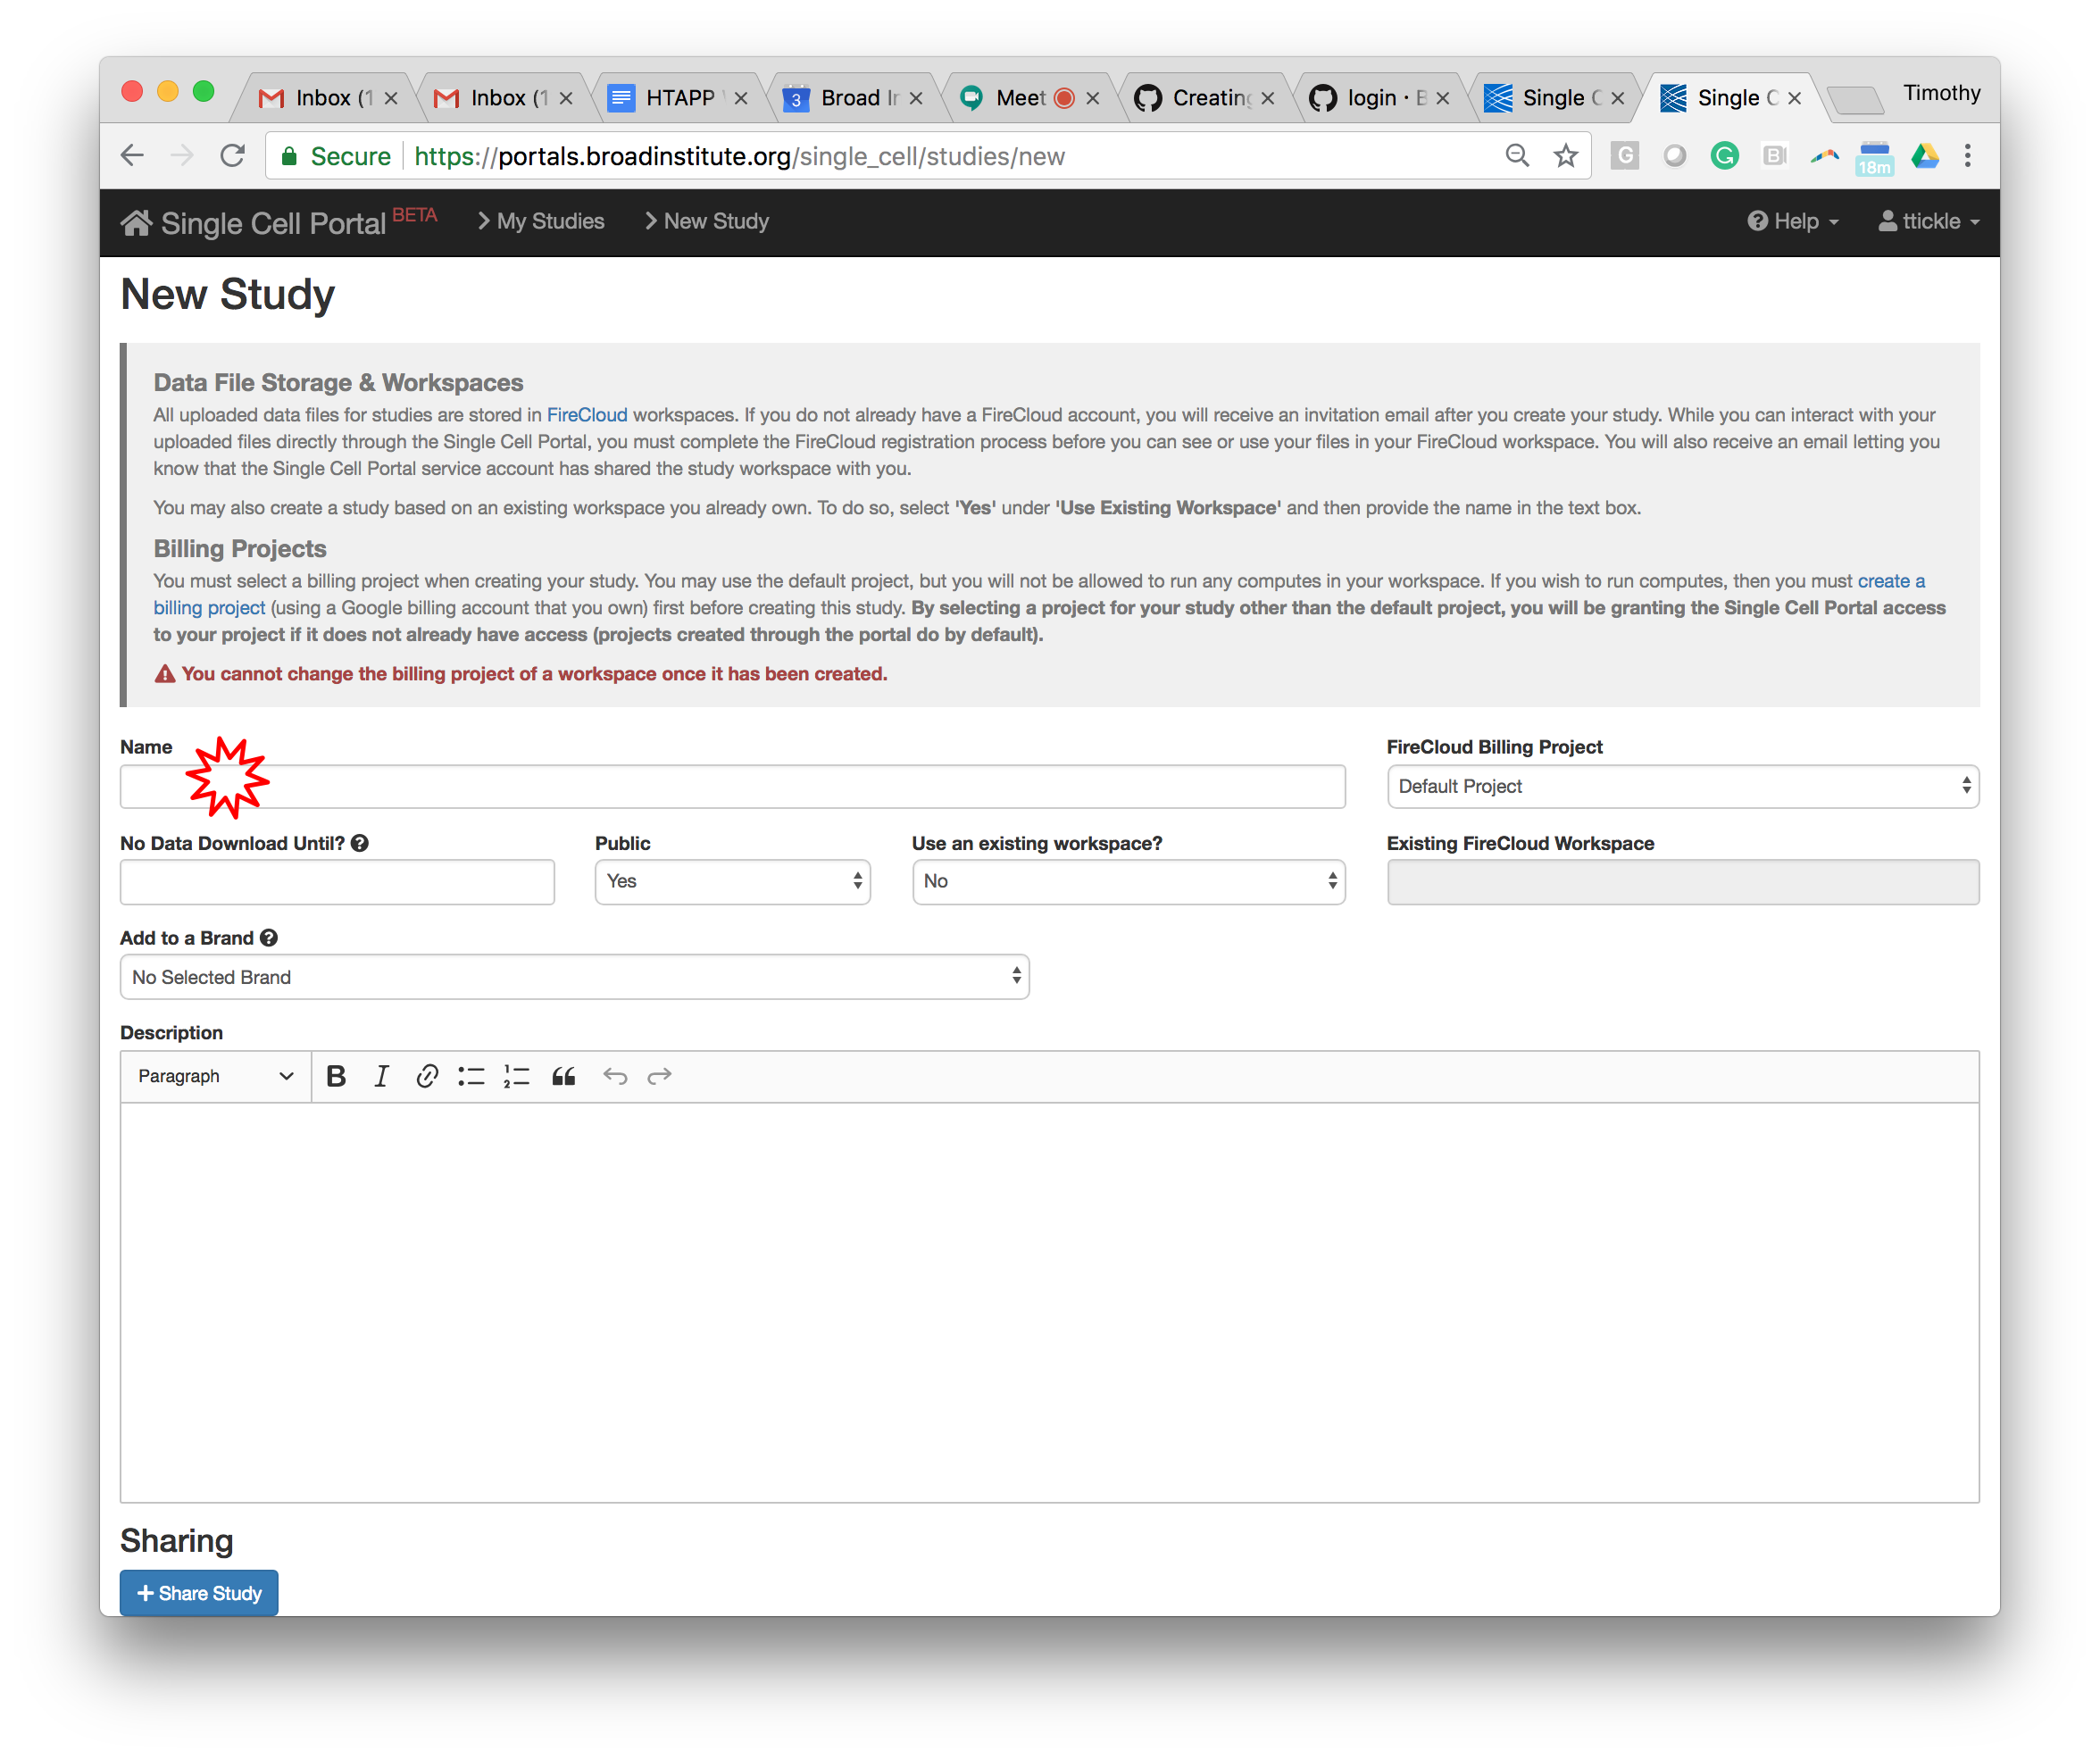 Inbox (1
Inbox (1
HTAPP
3
Broad In
Meet
Creating
login · B
Single C
Single C
Timothy
Secure
https://portals.broadinstitute.org/single_cell/studies/new
G
G
B
18m
Single Cell Portal BETA
My Studies
New Study
Help
ttickle
New Study
Data File Storage & Workspaces
All uploaded data files for studies are stored in FireCloud workspaces. If you do not already have a FireCloud account, you will receive an invitation email after you create your study. While you can interact with your
uploaded files directly through the Single Cell Portal, you must complete the FireCloud registration process before you can see or use your files in your FireCloud workspace. You will also receive an email letting you
know that the Single Cell Portal service account has shared the study workspace with you.
You may also create a study based on an existing workspace you already own. To do so, select 'Yes' under 'Use Existing Workspace' and then provide the name in the text box.
Billing Projects
You must select a billing project when creating your study. You may use the default project, but you will not be allowed to run any computes in your workspace. If you wish to run computes, then you must create a
billing project (using a Google billing account that you own) first before creating this study. By selecting a project for your study other than the default project, you will be granting the Single Cell Portal access
to your project if it does not already have access (projects created through the portal do by default).
You cannot change the billing project of a workspace once it has been created.
Name
FireCloud Billing Project
Default Project
No Data Download Until?
Public
Use an existing workspace?
Existing FireCloud Workspace
Yes
No
Add to a Brand
No Selected Brand
Description
Paragraph
B I
Sharing
+ Share Study